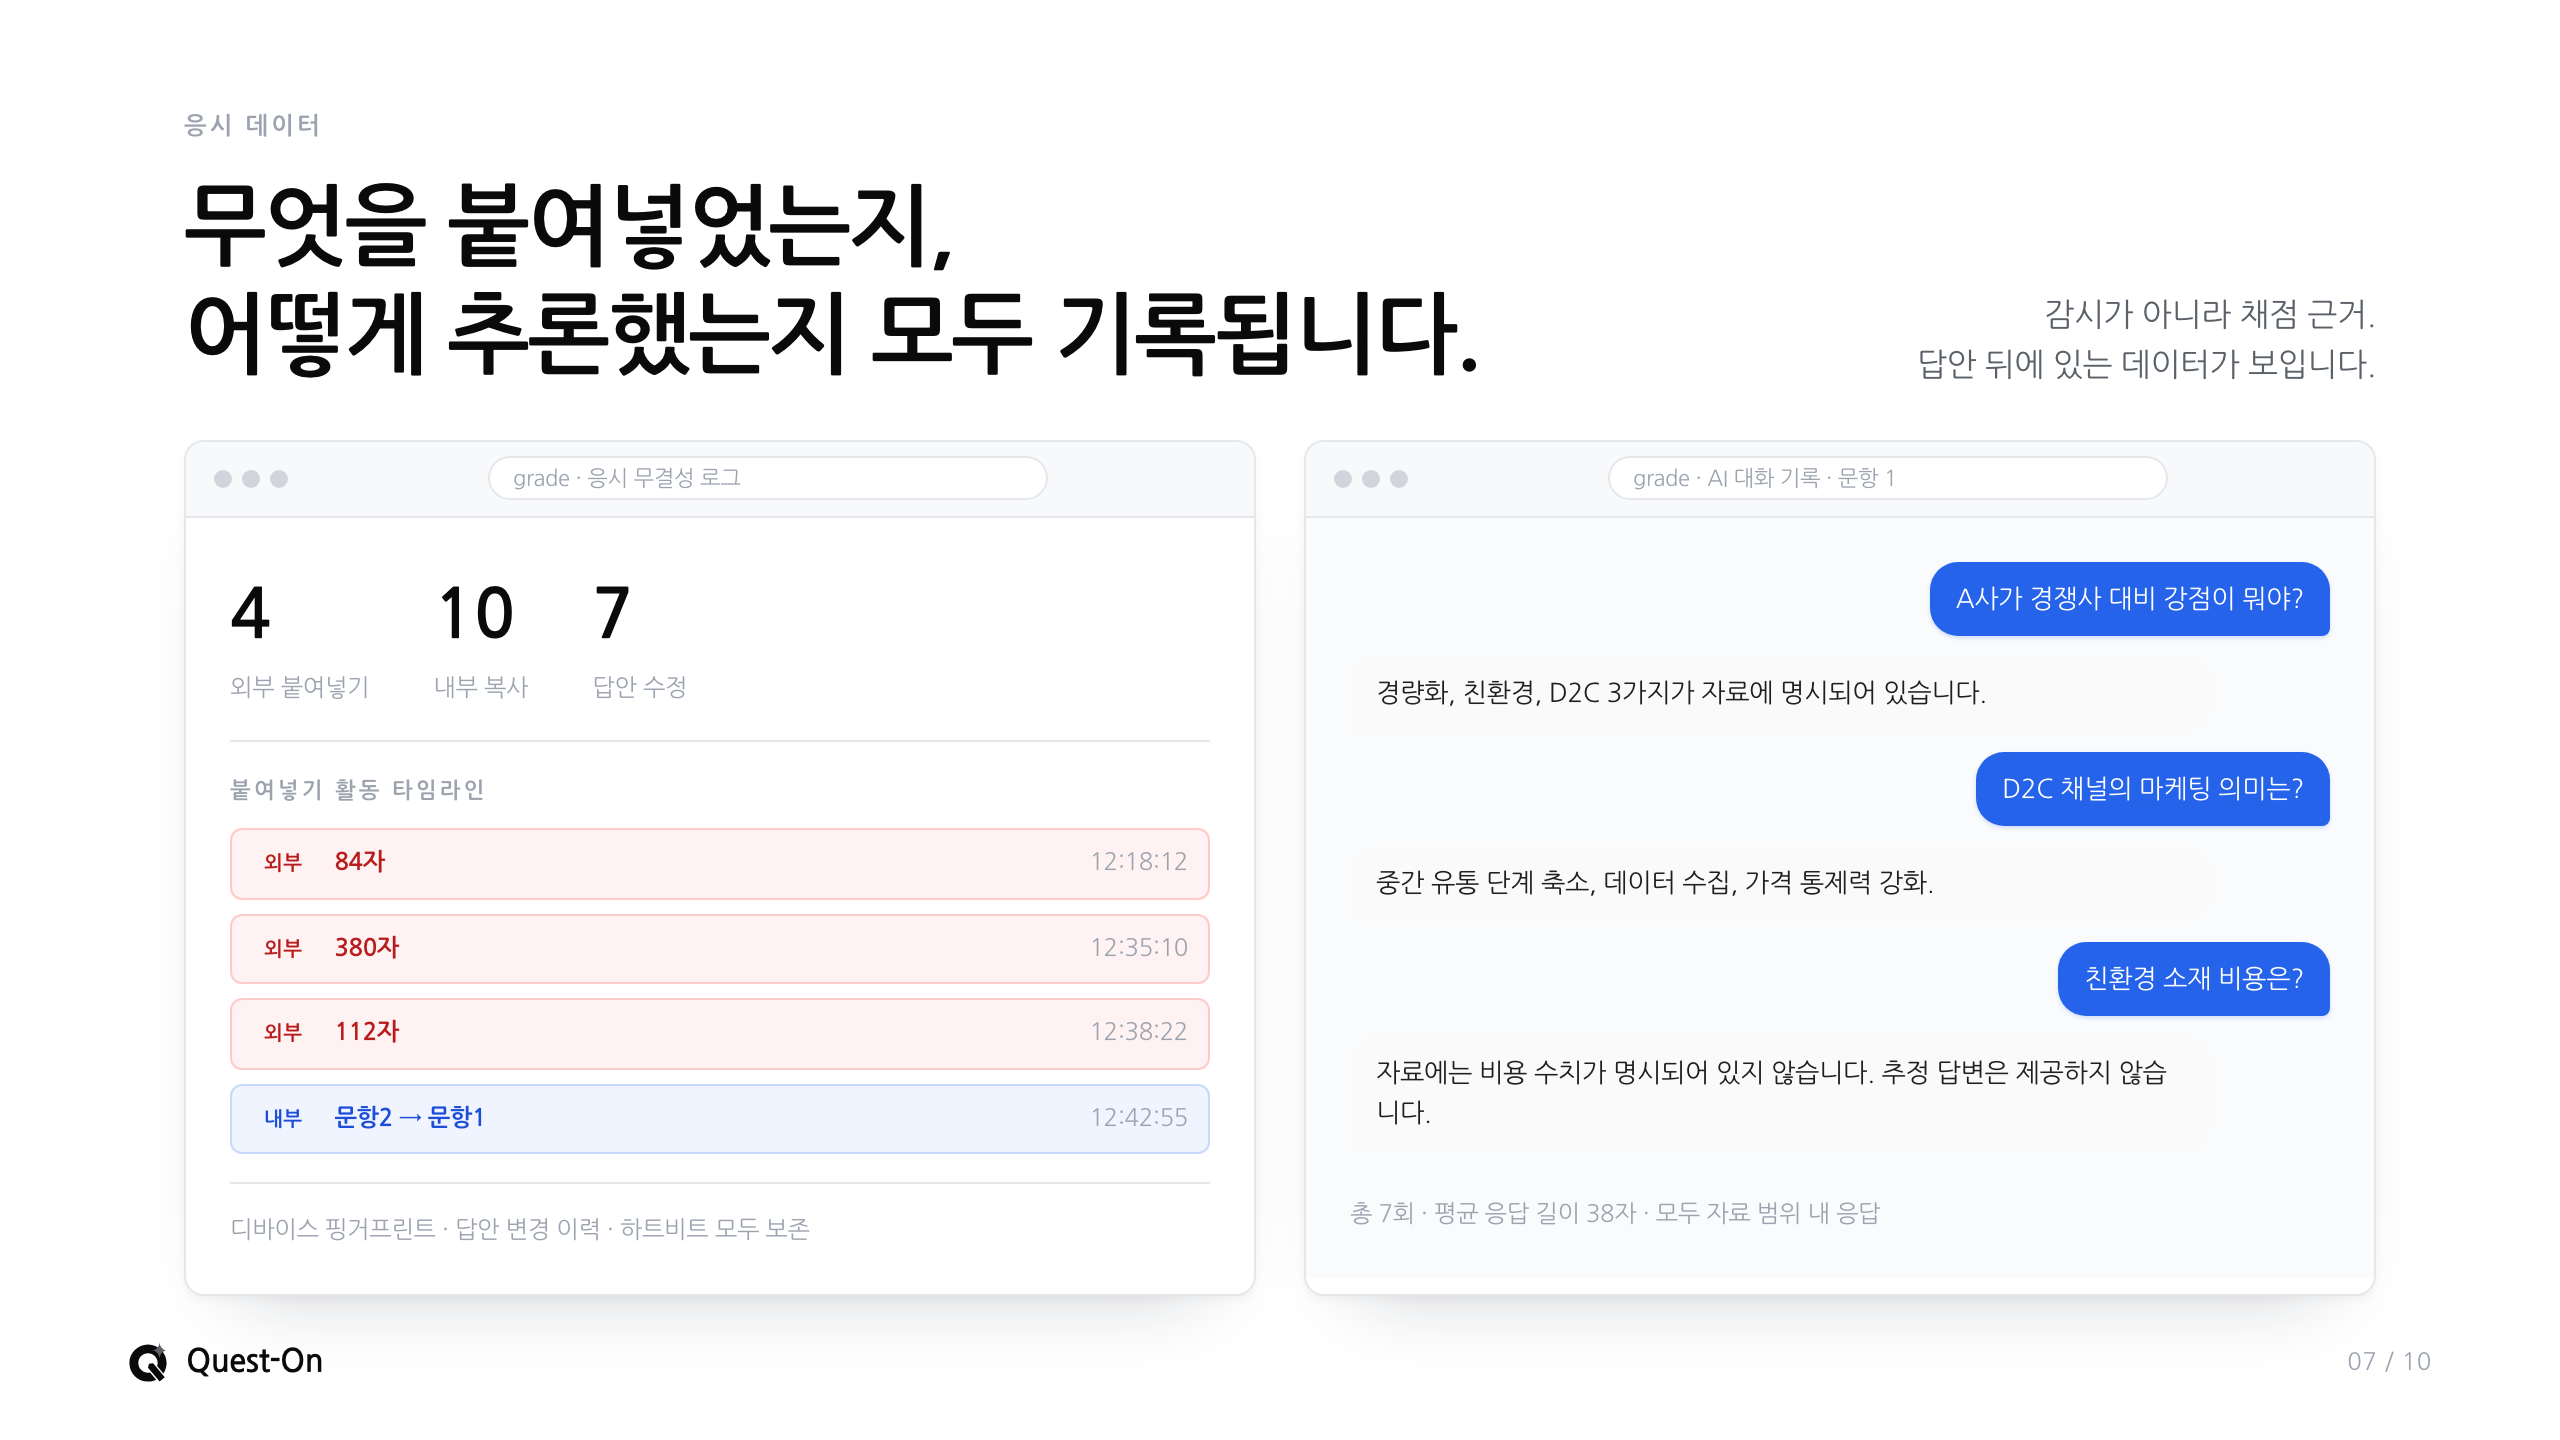 응시 데이터
무엇을 붙여넣었는지,
어떻게 추론했는지 모두 기록됩니다.
감시가 아니라 채점 근거.
답안 뒤에 있는 데이터가 보입니다.
grade · 응시 무결성 로그
4
10
7
외부 붙여넣기
내부 복사
답안 수정
붙여넣기 활동 타임라인
외부 84자 12:18:12
외부 380자 12:35:10
외부 112자 12:38:22
내부 문항2 → 문항1 12:42:55
디바이스 핑거프린트 · 답안 변경 이력 · 하트비트 모두 보존
grade · AI 대화 기록 · 문항 1
A사가 경쟁사 대비 강점이 뭐야?
경량화, 친환경, D2C 3가지가 자료에 명시되어 있습니다.
D2C 채널의 마케팅 의미는?
중간 유통 단계 축소, 데이터 수집, 가격 통제력 강화.
친환경 소재 비용은?
자료에는 비용 수치가 명시되어 있지 않습니다. 추정 답변은 제공하지 않습
니다.
총 7회 · 평균 응답 길이 38자 · 모두 자료 범위 내 응답
Quest-On
07 / 10